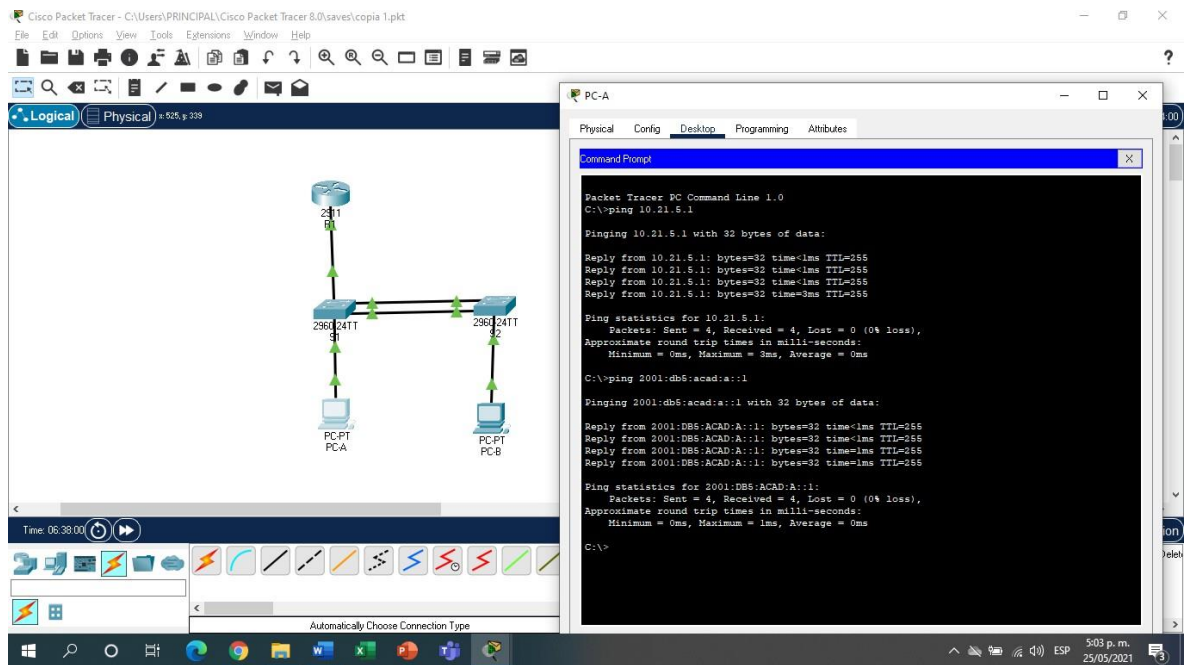 Cisco Packet Tracer - C:\Users\PRINCIPAL\Cisco Packet Tracer 8.0\saves\copia 1.pkt
File Edit Options View Tools Extensions Window Help
?
Logical Physical x: 525, y: 339
2911
R1
2960-24TT
S1
2960-24TT
S2
PC-PT
PC-A
PC-PT
PC-B
Time: 06:38:00
Automatically Choose Connection Type
PC-A
Physical Config Desktop Programming Attributes
Command Prompt X
Packet Tracer PC Command Line 1.0
C:\>ping 10.21.5.1
Pinging 10.21.5.1 with 32 bytes of data:
Reply from 10.21.5.1: bytes=32 time<1ms TTL=255
Reply from 10.21.5.1: bytes=32 time<1ms TTL=255
Reply from 10.21.5.1: bytes=32 time<1ms TTL=255
Reply from 10.21.5.1: bytes=32 time=3ms TTL=255
Ping statistics for 10.21.5.1:
Packets: Sent = 4, Received = 4, Lost = 0 (0% loss),
Approximate round trip times in milli-seconds:
Minimum = 0ms, Maximum = 3ms, Average = 0ms
C:\>ping 2001:db5:acad:a::1
Pinging 2001:db5:acad:a::1 with 32 bytes of data:
Reply from 2001:DB5:ACAD:A::1: bytes=32 time<1ms TTL=255
Reply from 2001:DB5:ACAD:A::1: bytes=32 time<1ms TTL=255
Reply from 2001:DB5:ACAD:A::1: bytes=32 time=1ms TTL=255
Reply from 2001:DB5:ACAD:A::1: bytes=32 time=1ms TTL=255
Ping statistics for 2001:DB5:ACAD:A::1:
Packets: Sent = 4, Received = 4, Lost = 0 (0% loss),
Approximate round trip times in milli-seconds:
Minimum = 0ms, Maximum = 1ms, Average = 0ms
C:\>
ESP
5:03 p. m.
25/05/2021